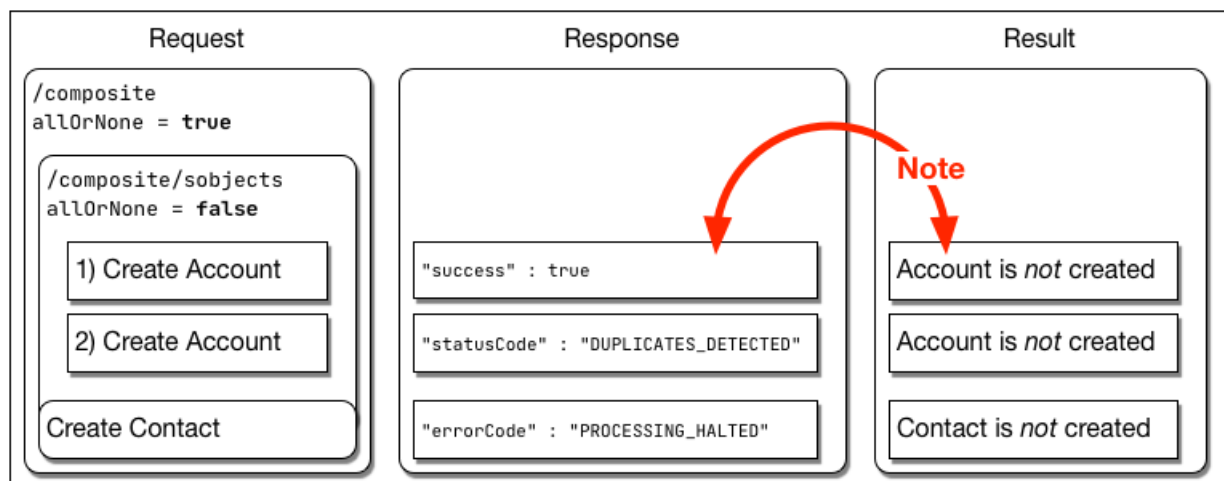 Request
Response
Result
/composite
allOrNone = true
/composite/sobjects
allOrNone = false
Note
1) Create Account
"success" : true
Account is not created
2) Create Account
"statusCode" : "DUPLICATES_DETECTED"
Account is not created
Create Contact
"errorCode" : "PROCESSING_HALTED"
Contact is not created